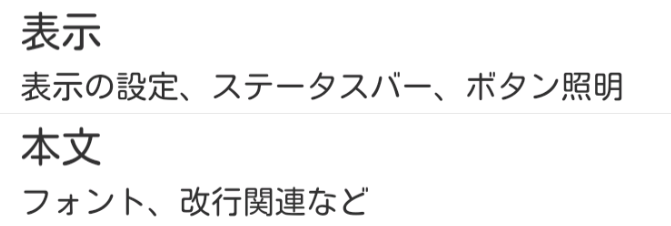 表示
表示の設定、ステータスバー、ボタン照明
本文
フォント、改行関連など